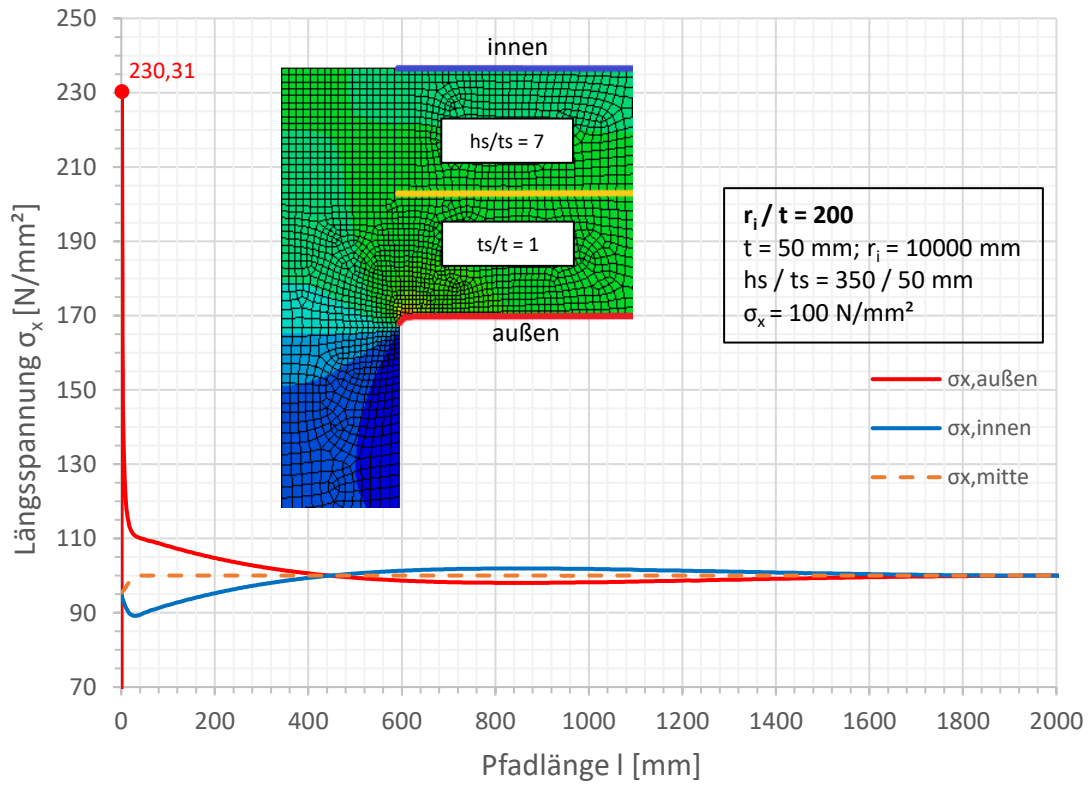 250
230
210
190
170
150
130
110
90
70
Längsspannung σx [N/mm²]
230,31
innen
hs/ts = 7
ts/t = 1
außen
ri / t = 200
t = 50 mm; ri = 10000 mm
hs / ts = 350 / 50 mm
σx = 100 N/mm²
σx,außen
σx,innen
σx,mitte
0 200 400 600 800 1000 1200 1400 1600 1800 2000
Pfadlänge l [mm]